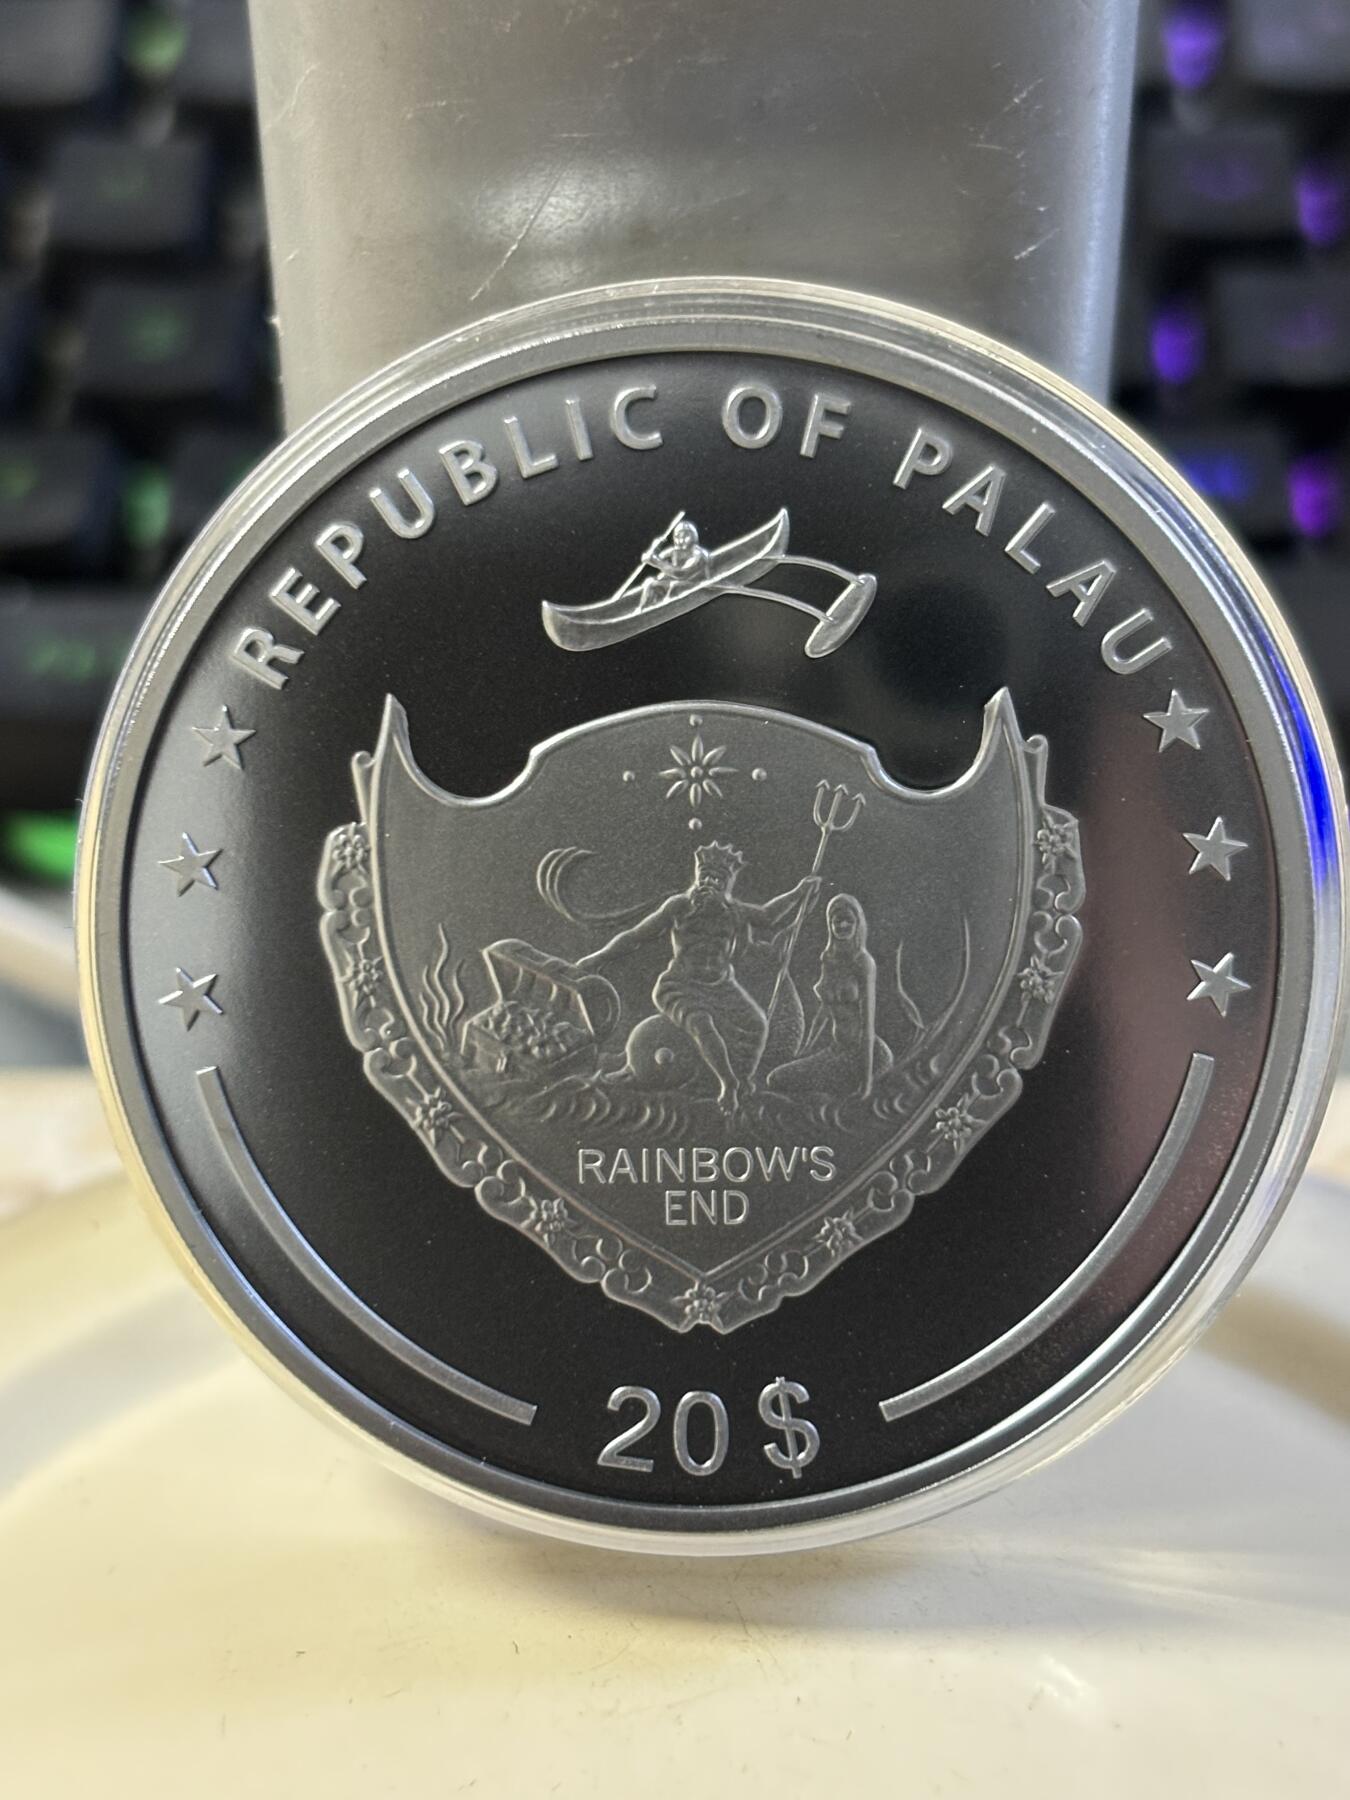 REPUBLIC OF PALAU
RAINBOW'S
END
20 $